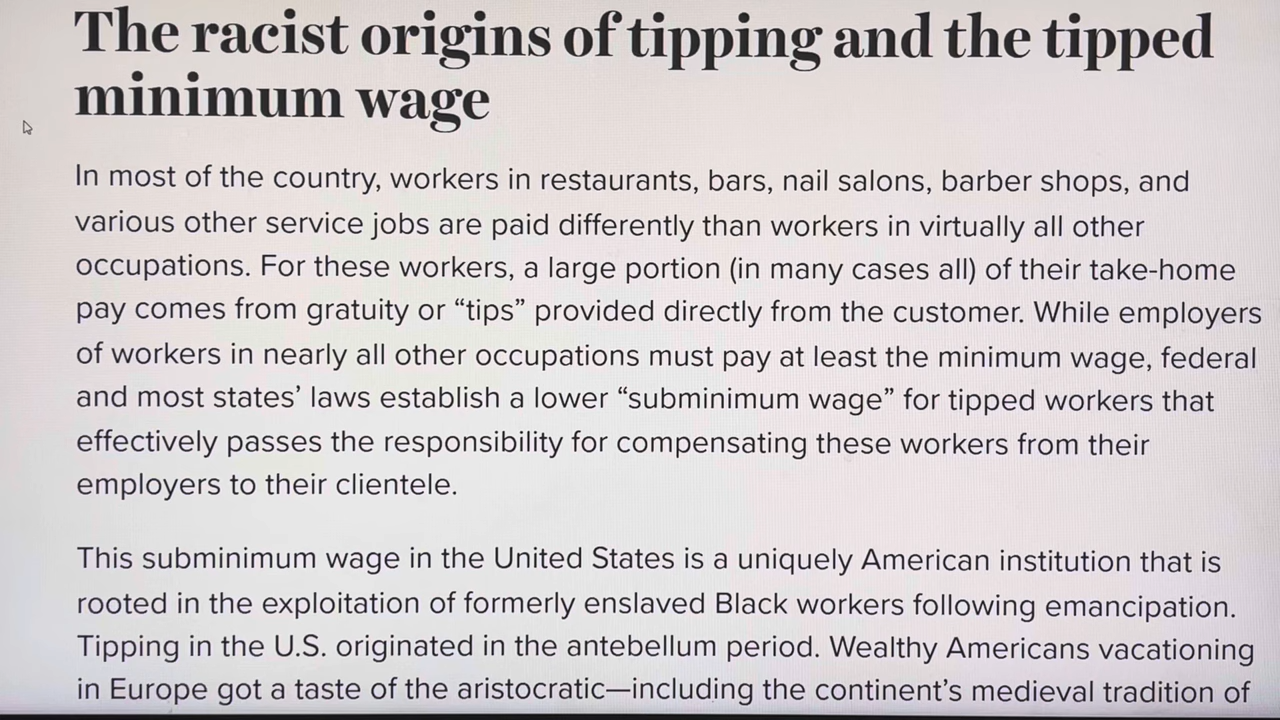 The racist origins of tipping and the tipped
minimum wage
In most of the country, workers in restaurants, bars, nail salons, barber shops, and
various other service jobs are paid differently than workers in virtually all other
occupations. For these workers, a large portion (in many cases all) of their take-home
pay comes from gratuity or “tips” provided directly from the customer. While employers
of workers in nearly all other occupations must pay at least the minimum wage, federal
and most states’ laws establish a lower “subminimum wage” for tipped workers that
effectively passes the responsibility for compensating these workers from their
employers to their clientele.
This subminimum wage in the United States is a uniquely American institution that is
rooted in the exploitation of formerly enslaved Black workers following emancipation.
Tipping in the U.S. originated in the antebellum period. Wealthy Americans vacationing
in Europe got a taste of the aristocratic—including the continent’s medieval tradition of